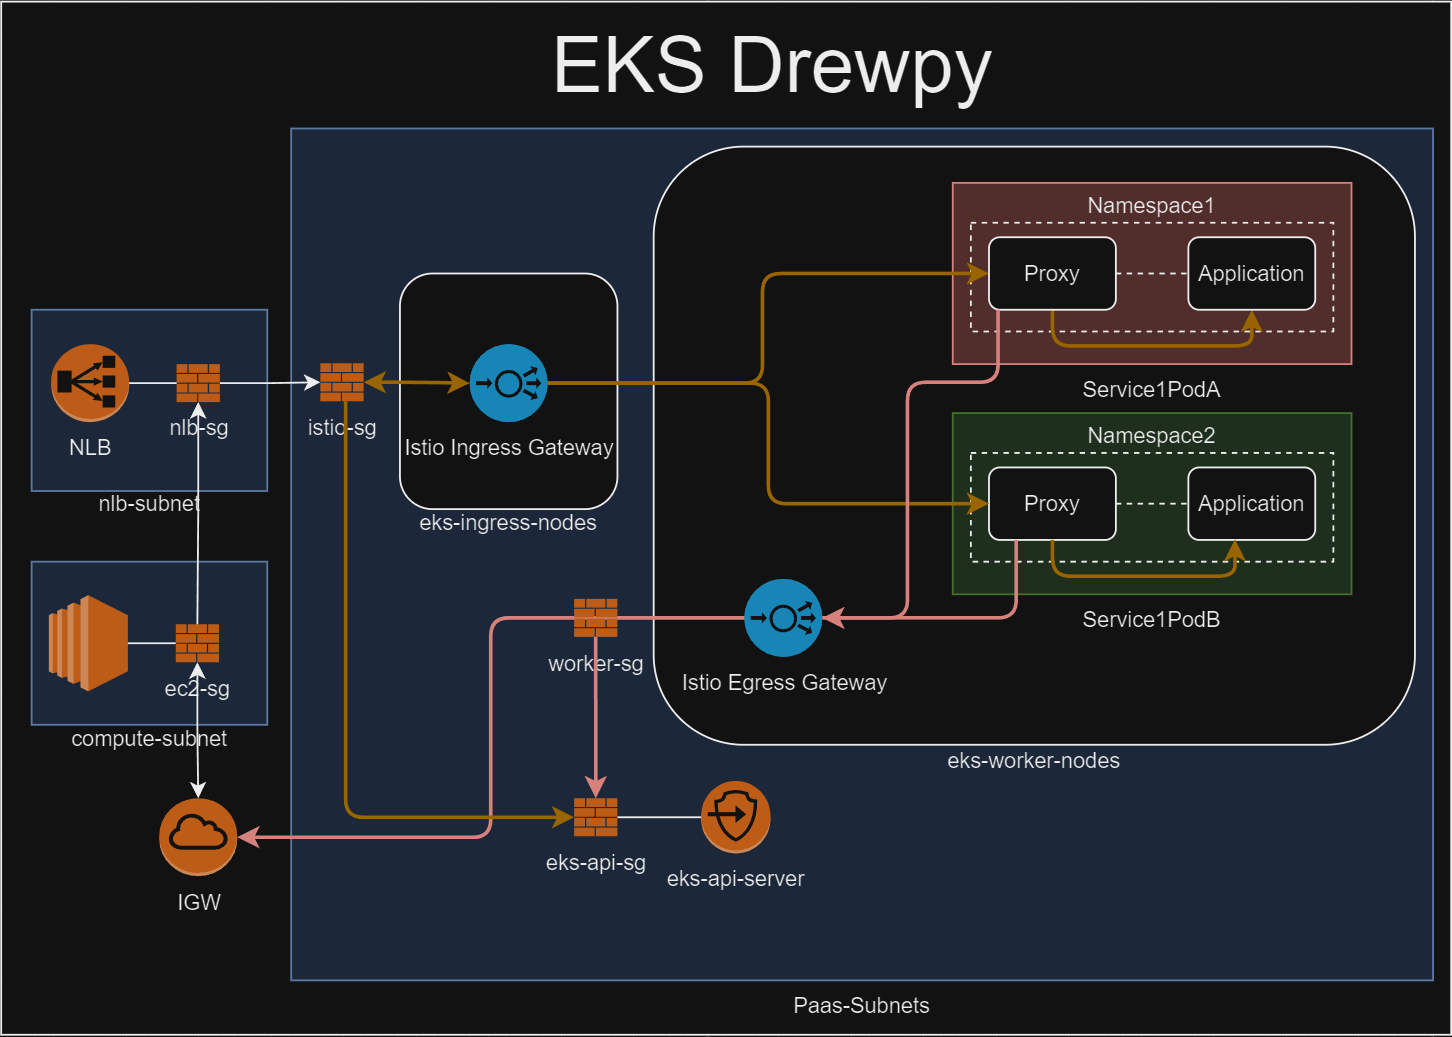 EKS Drewpy
Namespace1
Proxy
Application
Service1PodA
Namespace2
Proxy
Application
Service1PodB
NLB
nlb-sg
nlb-subnet
istio-sg
Istio Ingress Gateway
eks-ingress-nodes
ec2-sg
compute-subnet
worker-sg
Istio Egress Gateway
eks-worker-nodes
IGW
eks-api-sg
eks-api-server
Paas-Subnets